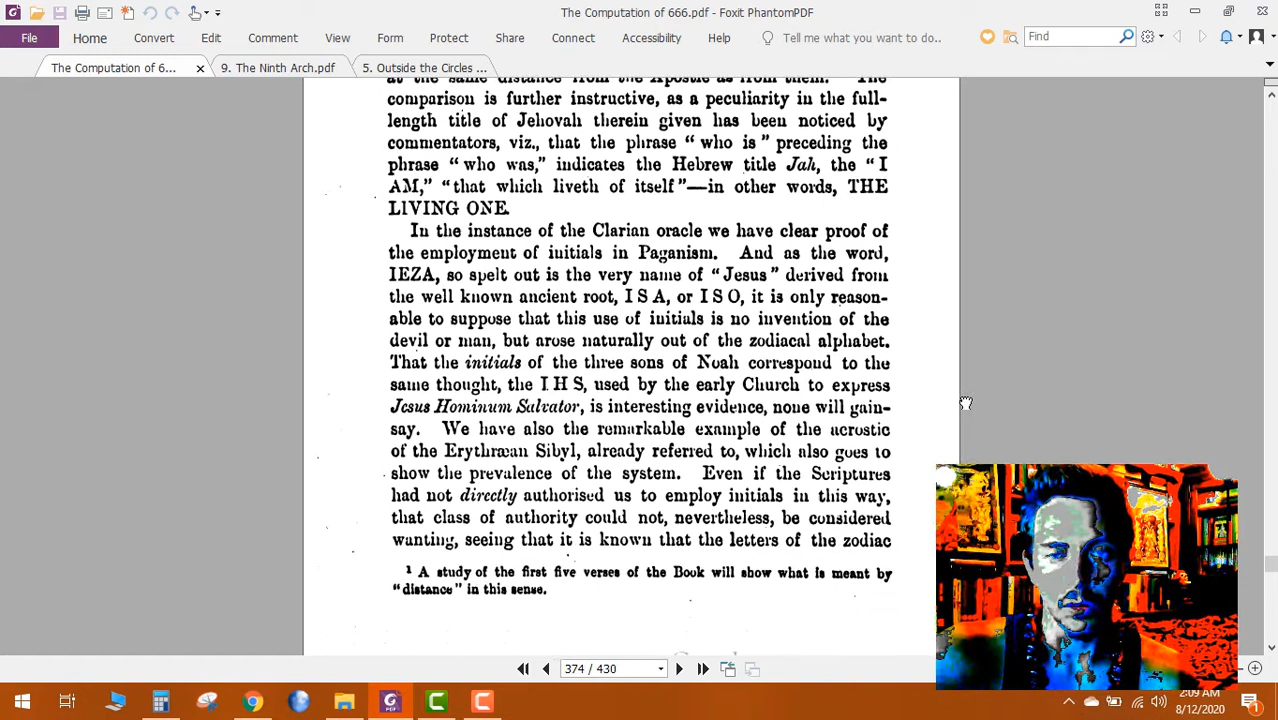 The Computation of 666.pdf - Foxit PhantomPDF
File Home Convert Edit Comment View Form Protect Share Connect Accessibility Help Tell me what you want to do.. Find
The Computation of 6... 9. The Ninth Arch.pdf 5. Outside the Circles ...
at the same distance from the Apostle as from them. The
comparison is further instructive, as a peculiarity in the full-
length title of Jehovah therein given has been noticed by
commentators, viz., that the phrase “ who is ” preceding the
phrase “ who was,” indicates the Hebrew title Jah, the “ I
AM,” “ that which liveth of itself ”—in other words, THE
LIVING ONE.
In the instance of the Clarian oracle we have clear proof of
the employment of initials in Paganism. And as the word,
IEZA, so spelt out is the very name of “ Jesus ” derived from
the well known ancient root, I S A, or I S O, it is only reason-
able to suppose that this use of initials is no invention of the
devil or man, but arose naturally out of the zodiacal alphabet.
That the initials of the three sons of Noah correspond to the
same thought, the I H S, used by the early Church to express
Jesus Hominum Salvator, is interesting evidence, none will gain-
say. We have also the remarkable example of the acrostic
of the Erythræan Sibyl, already referred to, which also goes to
show the prevalence of the system. Even if the Scriptures
had not directly authorised us to employ initials in this way,
that class of authority could not, nevertheless, be considered
wanting, seeing that it is known that the letters of the zodiac
1 A study of the first five verses of the Book will show what is meant by
“distance” in this sense.
374 / 430
2:09 AM
8/12/2020
1